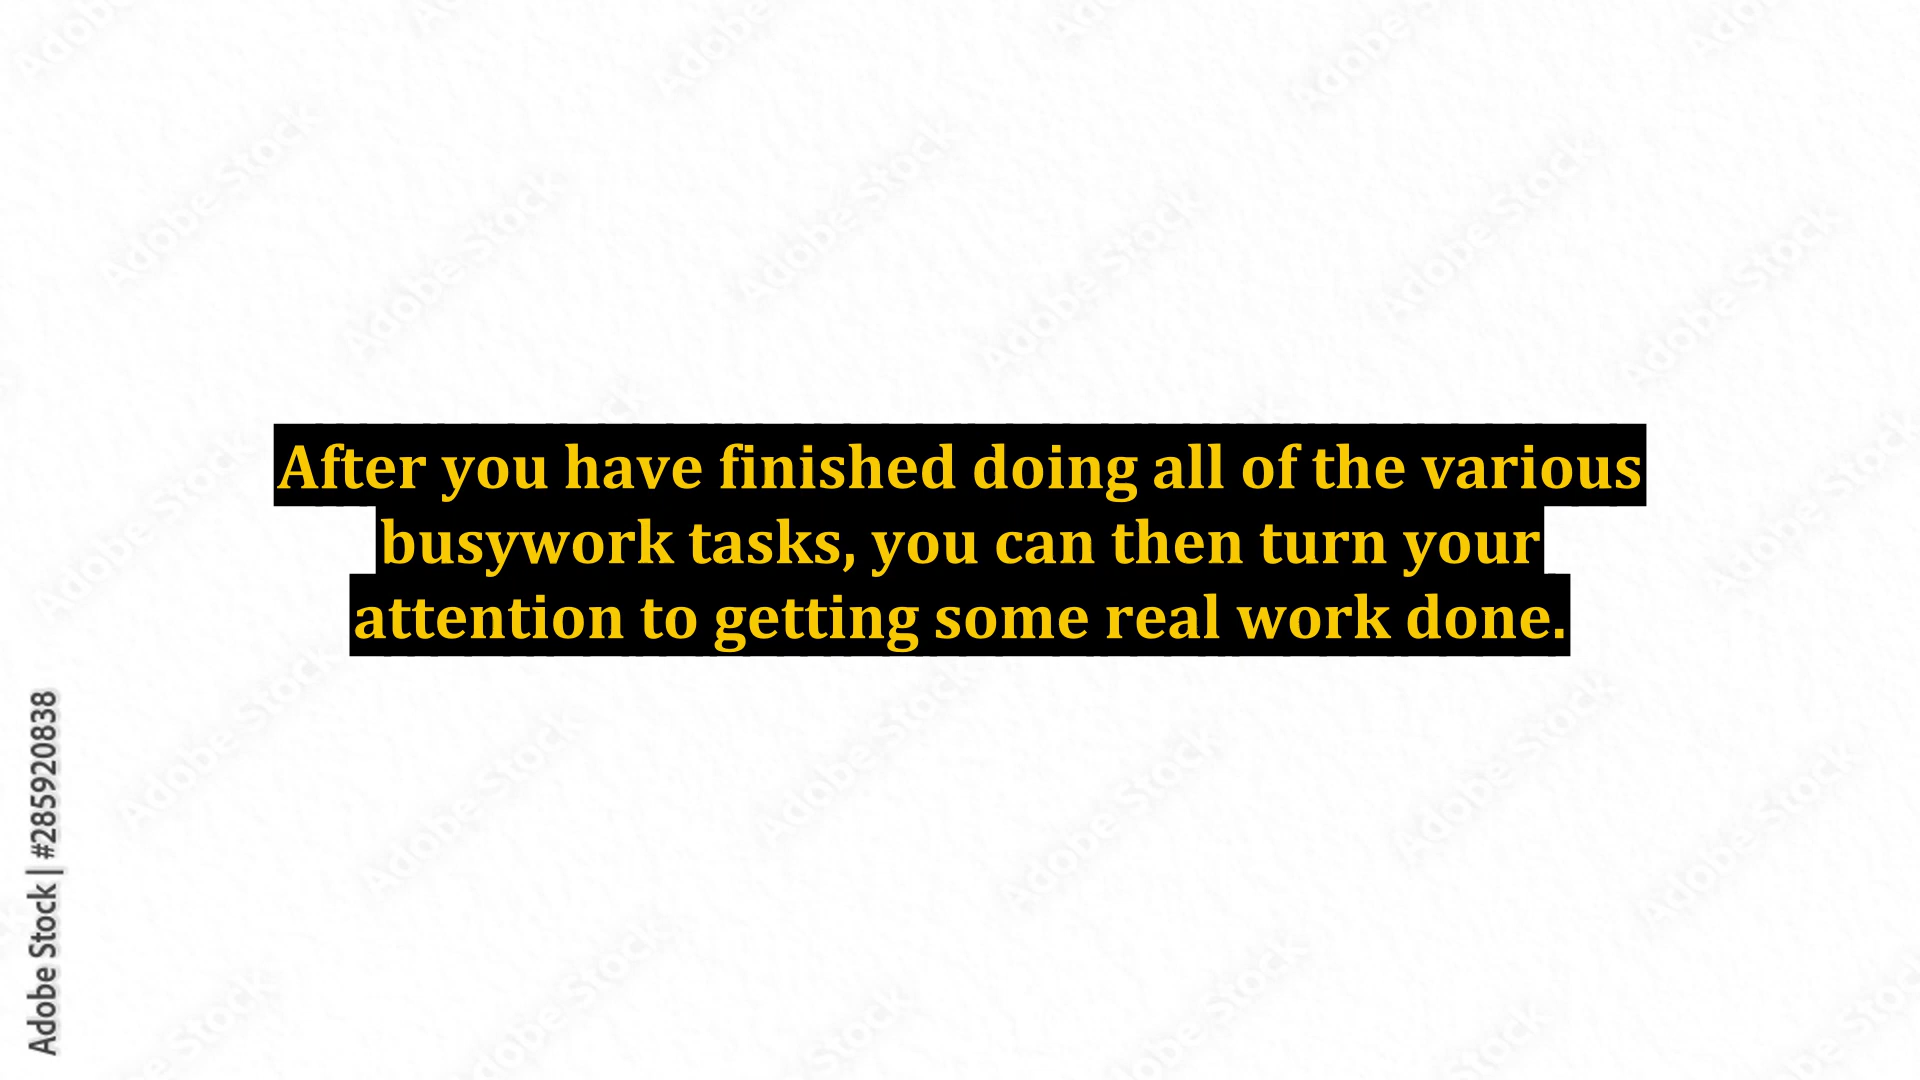 After you have finished doing all of the various
busywork tasks, you can then turn your
attention to getting some real work done.
Adobe Stock | #285920838